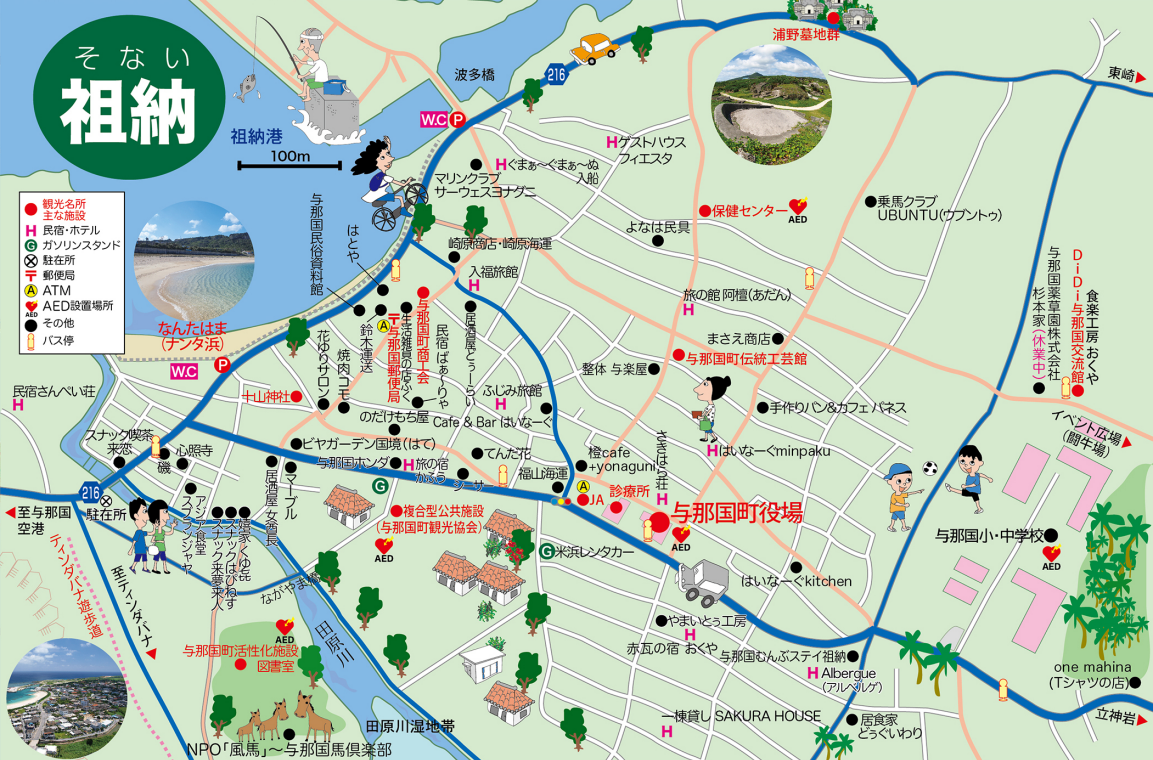 そない
祖納
祖納港
100m
観光名所
主な施設
H 民宿・ホテル
G ガソリンスタンド
駐在所
〒 郵便局
A ATM
AED AED設置場所
その他
バス停
なんたはま
(ナンタ浜)
W.C P
波多橋
216
浦野墓地群
東崎
W.C P
Hゲストハウス
フィエスタ
Hぐまぁ〜ぐまぁ〜ぬ
入船
マリンクラブ
サーウェスヨナグニ
保健センター
AED
乗馬クラブ
UBUNTU(ウブントゥ)
よなは民具
与那国民俗資料館
はとや
崎原商店・崎原海運
入福旅館
H
旅の館 阿檀(あだん)
H
まさえ商店
与那国町伝統工芸館
整体 与楽屋
手作りパン&カフェ パネス
Hはいなーぐminpaku
与那国薬草園株式会社
杉本家(休業中)
DiDi与那国交流館
食楽工房 おくや
イベント広場
(闘牛場)
花ゆりサロン
焼肉コモ
鈴木運送
A
〒与那国郵便局
与那国町商工会
民宿 ばぁーりや
居酒屋どぅーらい
ふじみ旅館
H
十山神社
のだけもち屋
Cafe & Bar はいなーぐ
ビヤガーデン国境(はて)
与那国ホンダ
H旅の宿
かふう
てんだ花
福山海運
橙cafe
+yonaguni
A
JA
診療所
H
与那国町役場
AED
G
複合型公共施設
(与那国町観光協会)
AED
G米浜レンタカー
はいなーぐkitchen
与那国小・中学校
AED
民宿さんぺい荘
H
スナック喫茶
来恋
磯
心照寺
216
駐在所
至与那国
空港
アジア食堂
スブランジャヤ
スナック来夢来人
スナックはぴねす
居酒屋 女酋長
マーブル
ながやま橋
田原川
ティンダバナ遊歩道
至ティンダバナ
与那国町活性化施設
図書室
AED
田原川湿地帯
NPO「風馬」〜与那国馬倶楽部
やまいとぅ工房
H
赤瓦の宿 おくや
与那国むんぶステイ祖納
H Albergue
(アルベルゲ)
一棟貸し SAKURA HOUSE
H
居食家
どぅぐいわり
one mahina
(Tシャツの店)
立神岩